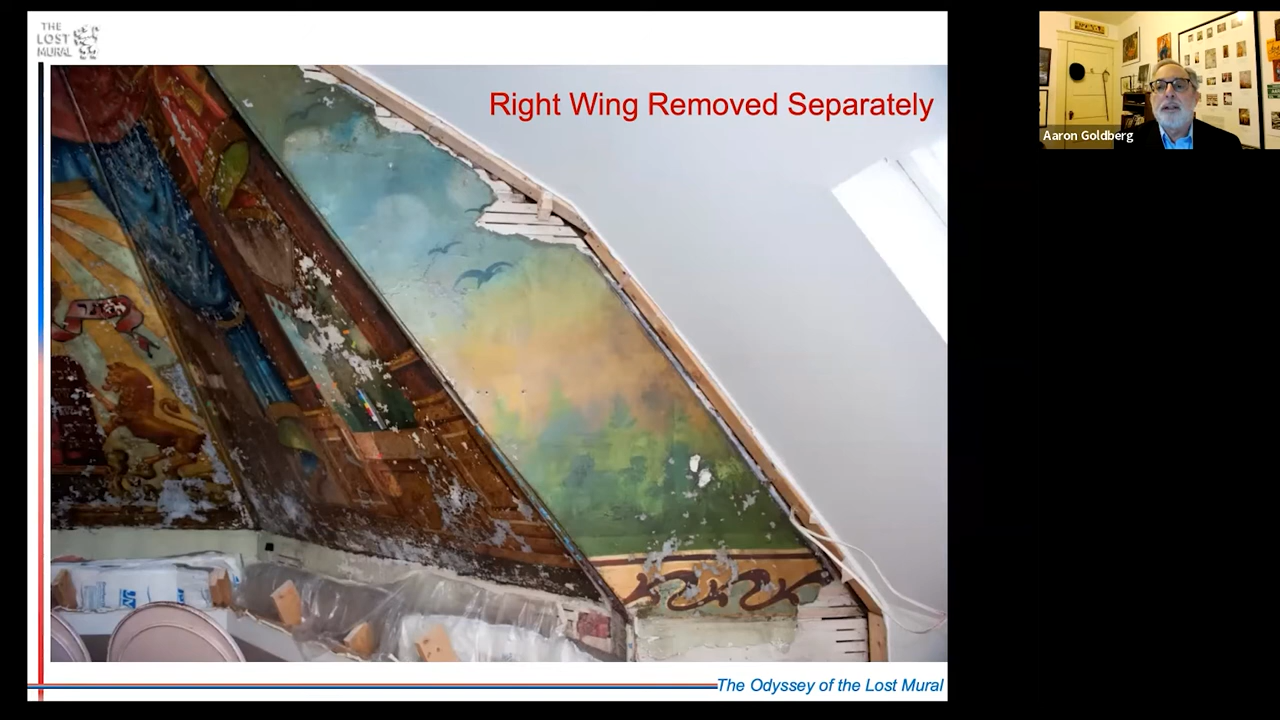 THE
LOST
MURAL
Right Wing Removed Separately
Aaron Goldberg
The Odyssey of the Lost Mural